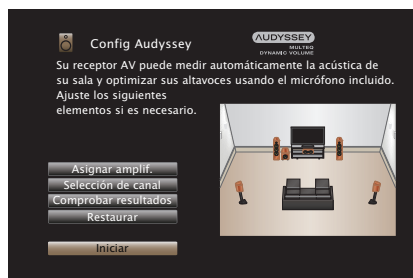 Config Audyssey
AUDYSSEY
MULTEQ
DYNAMIC VOLUME
Su receptor AV puede medir automáticamente la acústica de
su sala y optimizar sus altavoces usando el micrófono incluido.
Ajuste los siguientes
elementos si es necesario.
Asignar amplif.
Selección de canal
Comprobar resultados
Restaurar
Iniciar